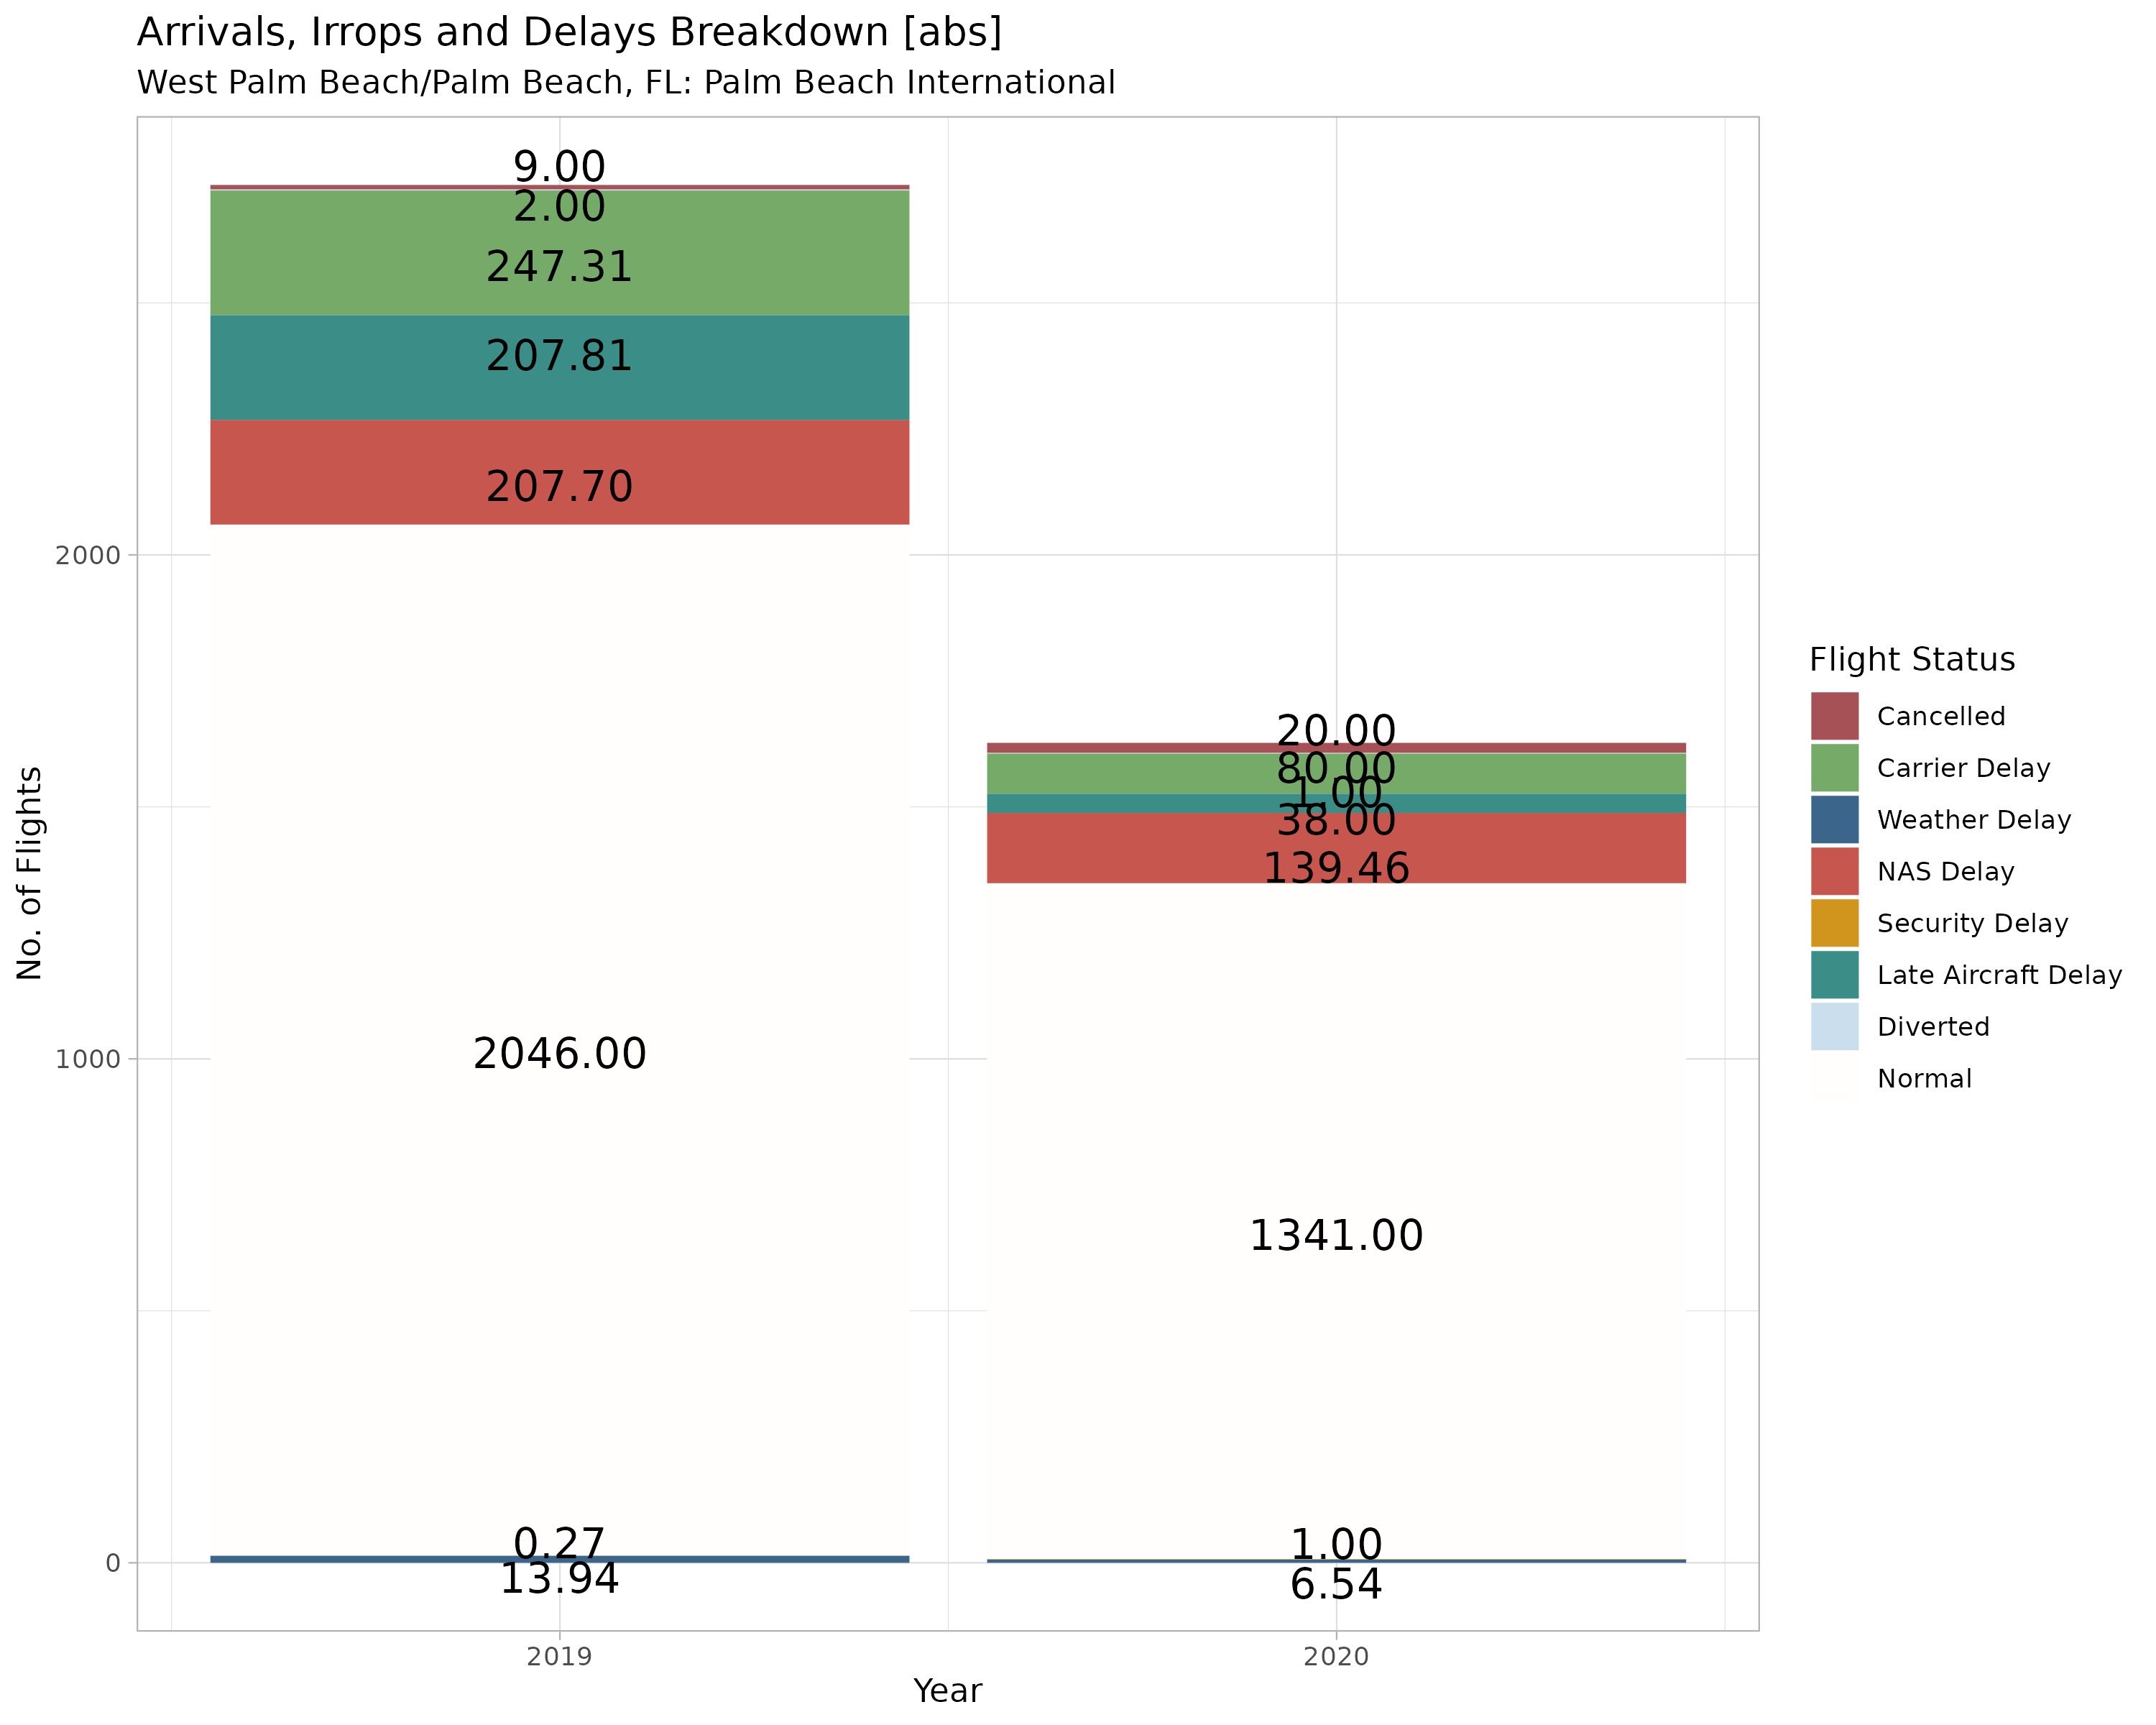 Arrivals, Irrops and Delays Breakdown [abs]
West Palm Beach/Palm Beach, FL: Palm Beach International
No. of Flights
2000
1000
0
9.00
2.00
247.31
207.81
207.70
2046.00
0.27
13.94
20.00
80.00
1.00
38.00
139.46
1341.00
1.00
6.54
2019
2020
Year
Flight Status
Cancelled
Carrier Delay
Weather Delay
NAS Delay
Security Delay
Late Aircraft Delay
Diverted
Normal